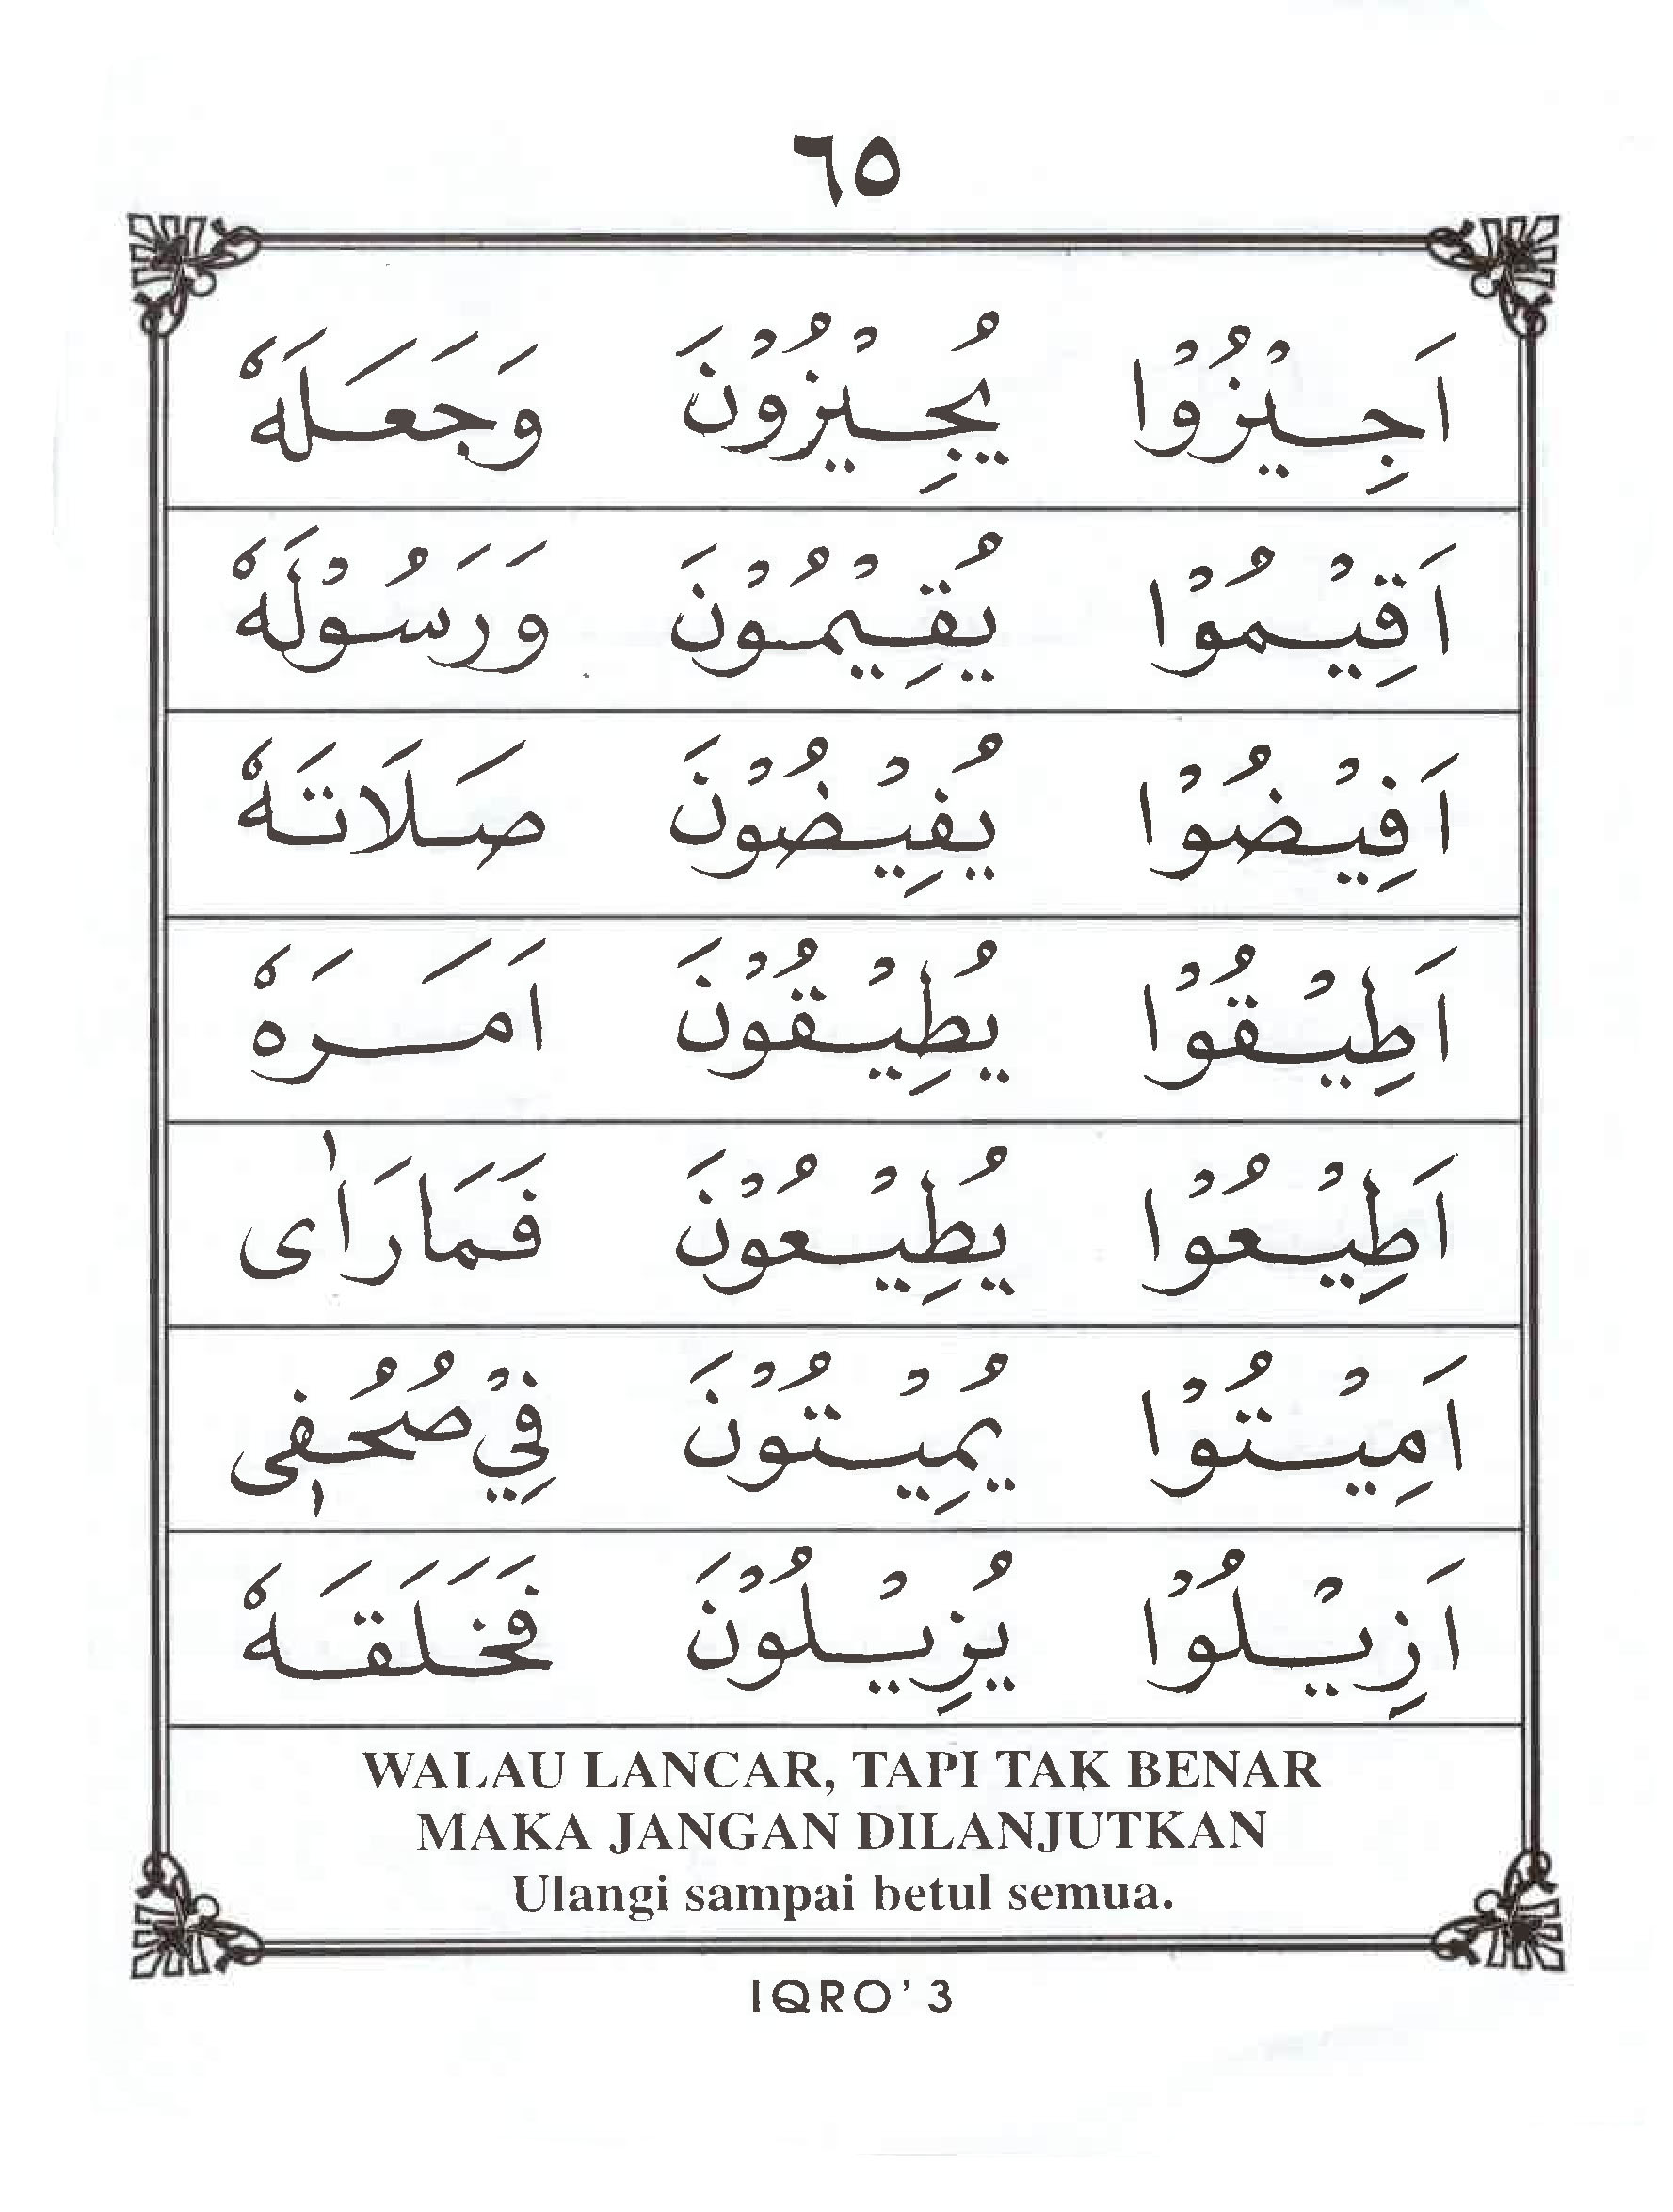 ٦٥
اَجِيْزُوْا يُجِيْزُوْنَ وَجَعَلَهٗ
اَقِيْمُوْا يُقِيْمُوْنَ وَرَسُوْلَهٗ
اَفِيْضُوْا يُفِيْضُوْنَ صَلَاتَهٗ
اَطِيْقُوْا يُطِيْقُوْنَ اَمَرَهٗ
اَطِيْعُوْا يُطِيْعُوْنَ فَمَارَاٰى
اَمِيْتُوْا يُمِيْتُوْنَ فِيْ صُحُفٖى
اَزِيْلُوْا يُزِيْلُوْنَ فَخَلَقَهٗ
WALAU LANCAR, TAPI TAK BENAR
MAKA JANGAN DILANJUTKAN
Ulangi sampai betul semua.
IQRO' 3